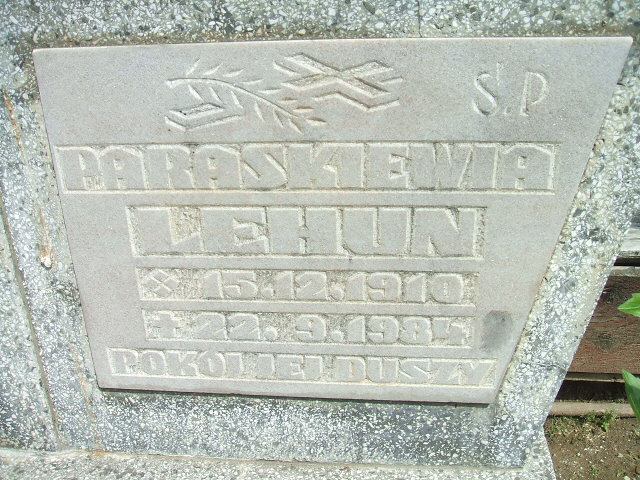 Ś.P
PARASKIEWIA
LEHUN
15.12.1910
✝ 22.9.1984.
POKÓJ JEJ DUSZY